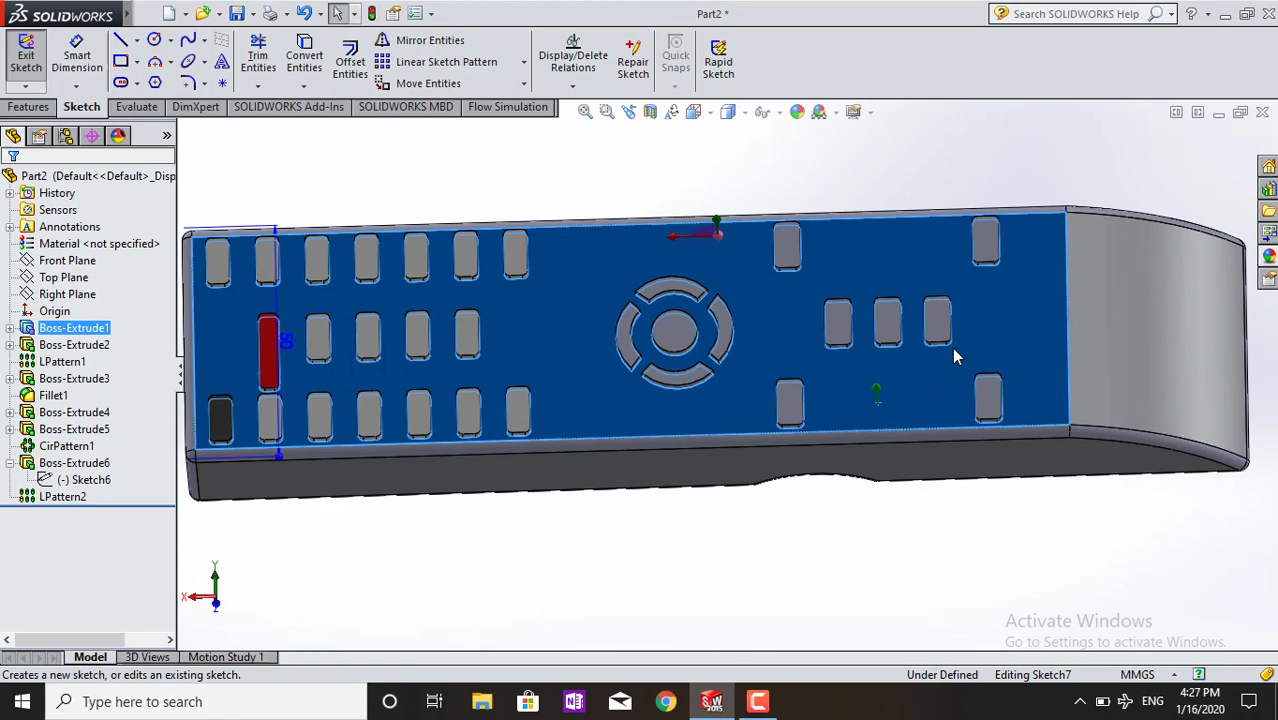 SOLIDWORKS
Part2 *
Search SOLIDWORKS Help
Exit Sketch
Smart Dimension
Trim Entities
Convert Entities
Offset Entities
Mirror Entities
Linear Sketch Pattern
Move Entities
Display/Delete Relations
Repair Sketch
Quick Snaps
Rapid Sketch
Features
Sketch
Evaluate
DimXpert
SOLIDWORKS Add-Ins
SOLIDWORKS MBD
Flow Simulation
Part2 (Default<<Default>_Disp
History
Sensors
Annotations
Material <not specified>
Front Plane
Top Plane
Right Plane
Origin
Boss-Extrude1
Boss-Extrude2
LPattern1
Boss-Extrude3
Fillet1
Boss-Extrude4
Boss-Extrude5
CirPattern1
Boss-Extrude6
(-) Sketch6
LPattern2
50
Y
X
Z
Activate Windows
Go to Settings to activate Windows.
Model
3D Views
Motion Study 1
Creates a new sketch, or edits an existing sketch.
Under Defined
Editing Sketch7
MMGS
Type here to search
SW
2015
ENG
4:27 PM
1/16/2020